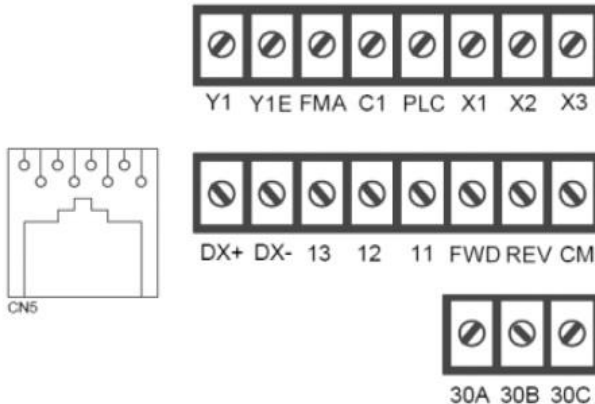 Y1 Y1E FMA C1 PLC X1 X2 X3
DX+ DX- 13 12 11 FWD REV CM
CN5
30A 30B 30C